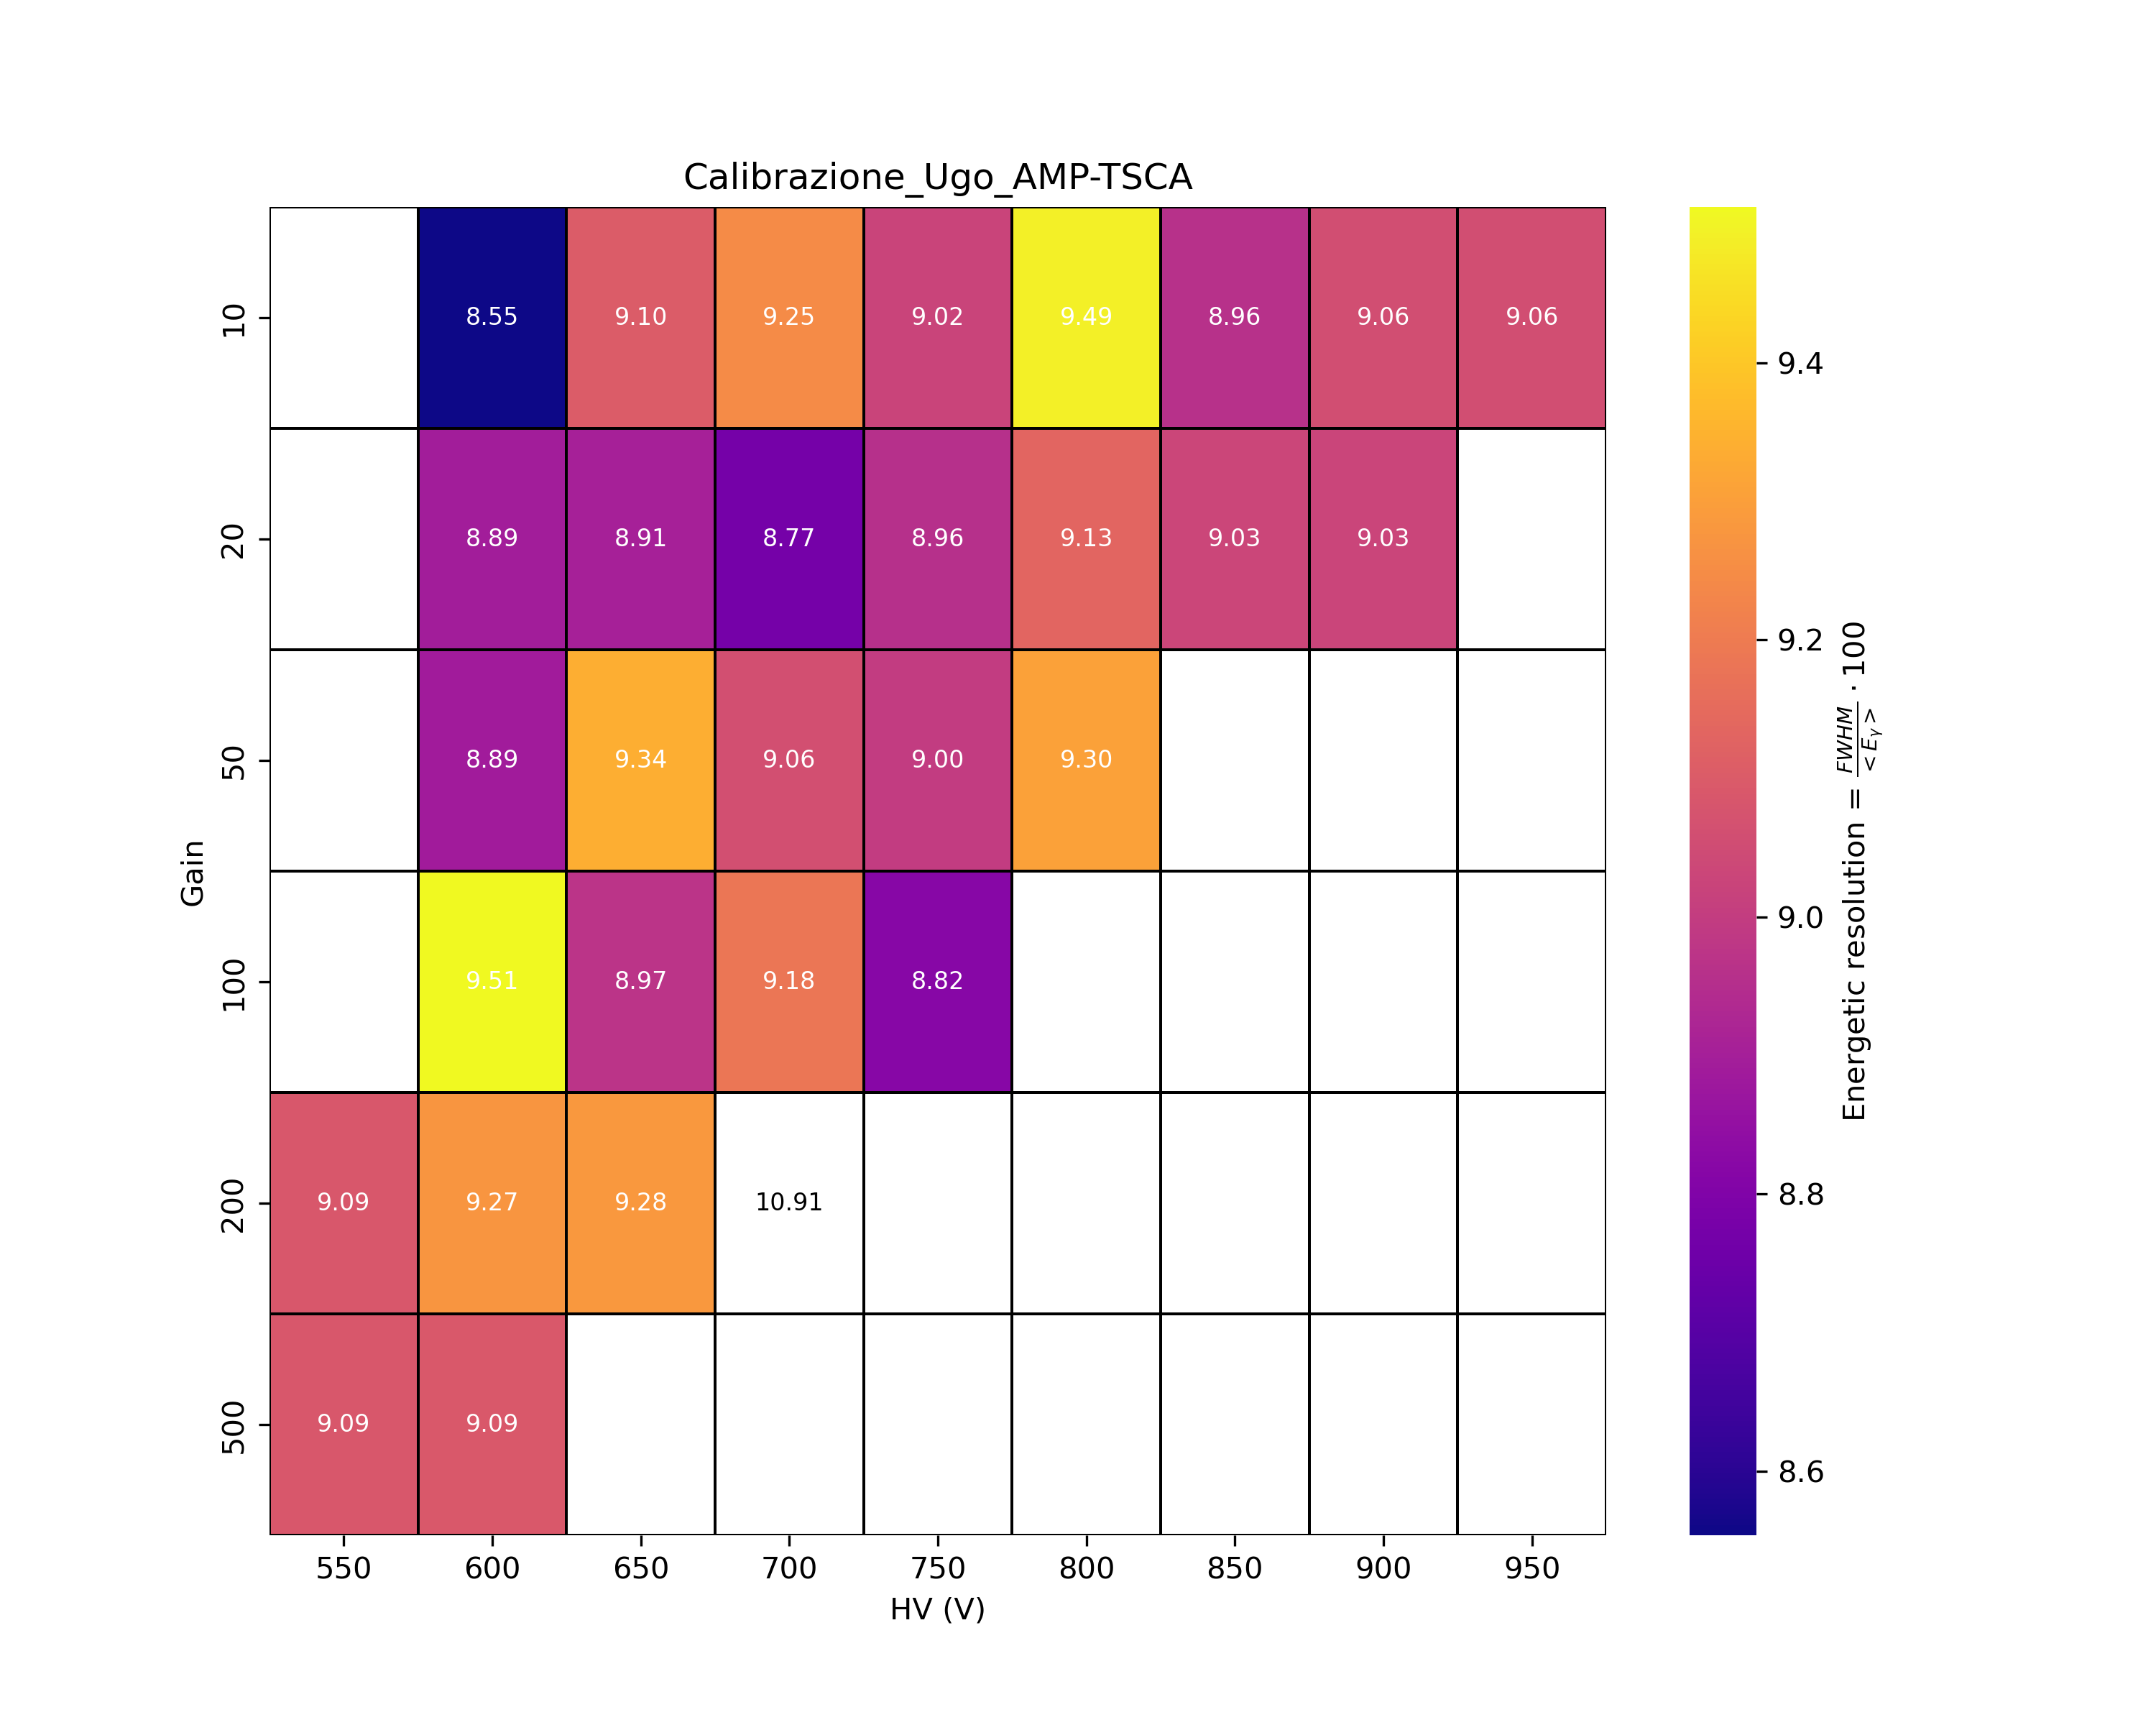 Calibrazione_Ugo_AMP-TSCA
10 8.55 9.10 9.25 9.02 9.49 8.96 9.06 9.06
20 8.89 8.91 8.77 8.96 9.13 9.03 9.03
50 8.89 9.34 9.06 9.00 9.30
100 9.51 8.97 9.18 8.82
200 9.09 9.27 9.28 10.91
500 9.09 9.09
Gain
550 600 650 700 750 800 850 900 950
HV (V)
9.4
9.2
9.0
8.8
8.6
Energetic resolution = FWHM / <E_γ> · 100